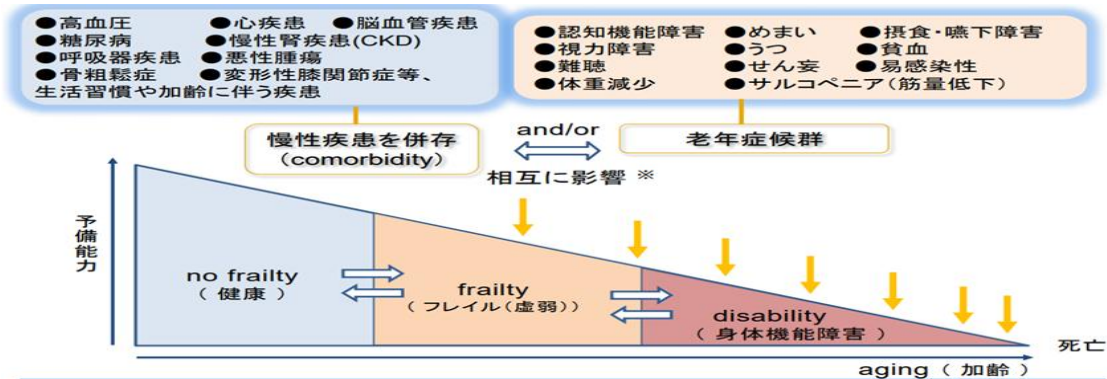 ●高血圧 ●心疾患 ●脳血管疾患
●糖尿病 ●慢性腎疾患(CKD)
●呼吸器疾患 ●悪性腫瘍
●骨粗鬆症 ●変形性膝関節症等、
生活習慣や加齢に伴う疾患
●認知機能障害 ●めまい ●摂食・嚥下障害
●視力障害 ●うつ ●貧血
●難聴 ●せん妄 ●易感染性
●体重減少 ●サルコペニア(筋量低下)
慢性疾患を併存
(comorbidity)
and/or
老年症候群
相互に影響 ※
予備能力
no frailty
( 健康 )
frailty
( フレイル(虚弱))
disability
( 身体機能障害 )
死亡
aging ( 加齢 )